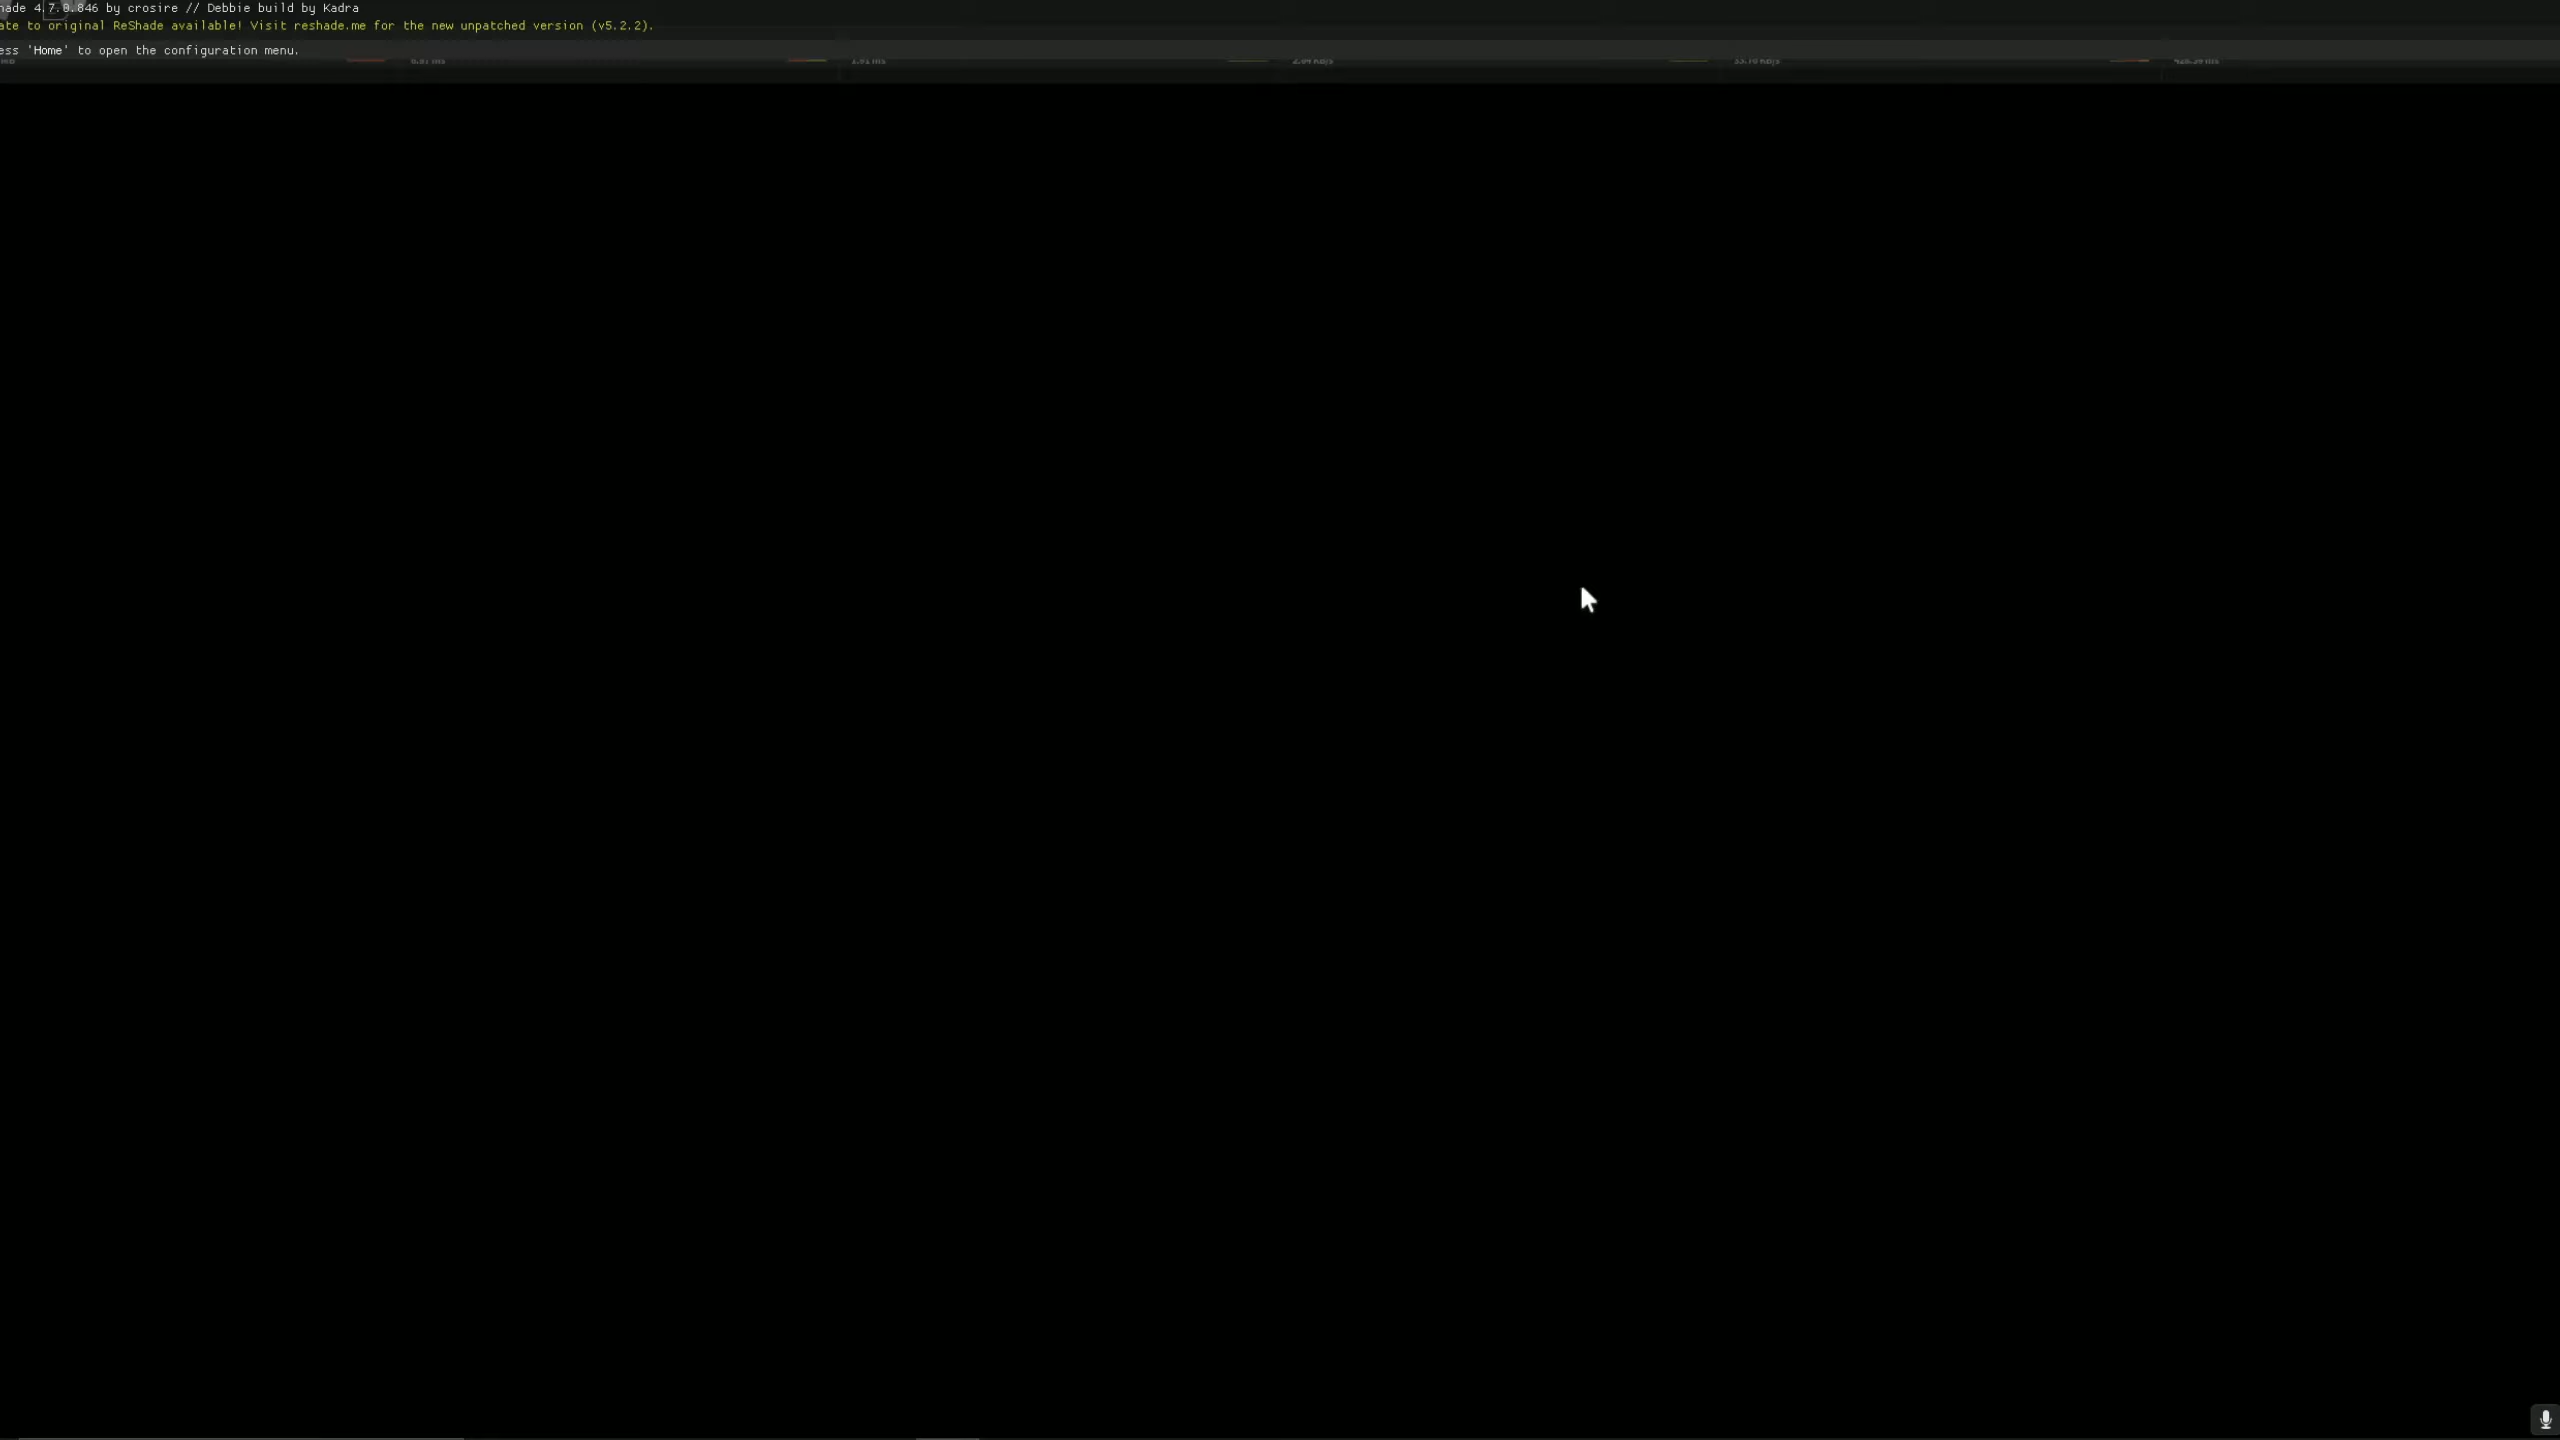 hade 4.7.0.846 by crosire // Debbie build by Kadra
ate to original ReShade available! Visit reshade.me for the new unpatched version (v5.2.2).
ess 'Home' to open the configuration menu.